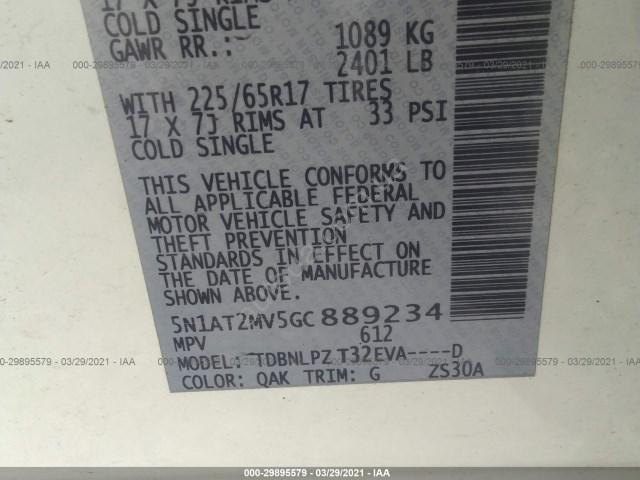 17 X 7J RIMS
COLD SINGLE
GAWR RR.: 1089 KG
2401 LB
WITH 225/65R17 TIRES
17 X 7J RIMS AT 33 PSI
COLD SINGLE
THIS VEHICLE CONFORMS TO
ALL APPLICABLE FEDERAL
MOTOR VEHICLE SAFETY AND
THEFT PREVENTION
STANDARDS IN EFFECT ON
THE DATE OF MANUFACTURE
SHOWN ABOVE.
5N1AT2MV5GC889234
MPV 612
MODEL: TDBNLPZ T32EVA----D
COLOR: QAK TRIM: G ZS30A
000-29895579 — 03/29/2021 — IAA
000-29895579 - 03/29/2021 - IAA